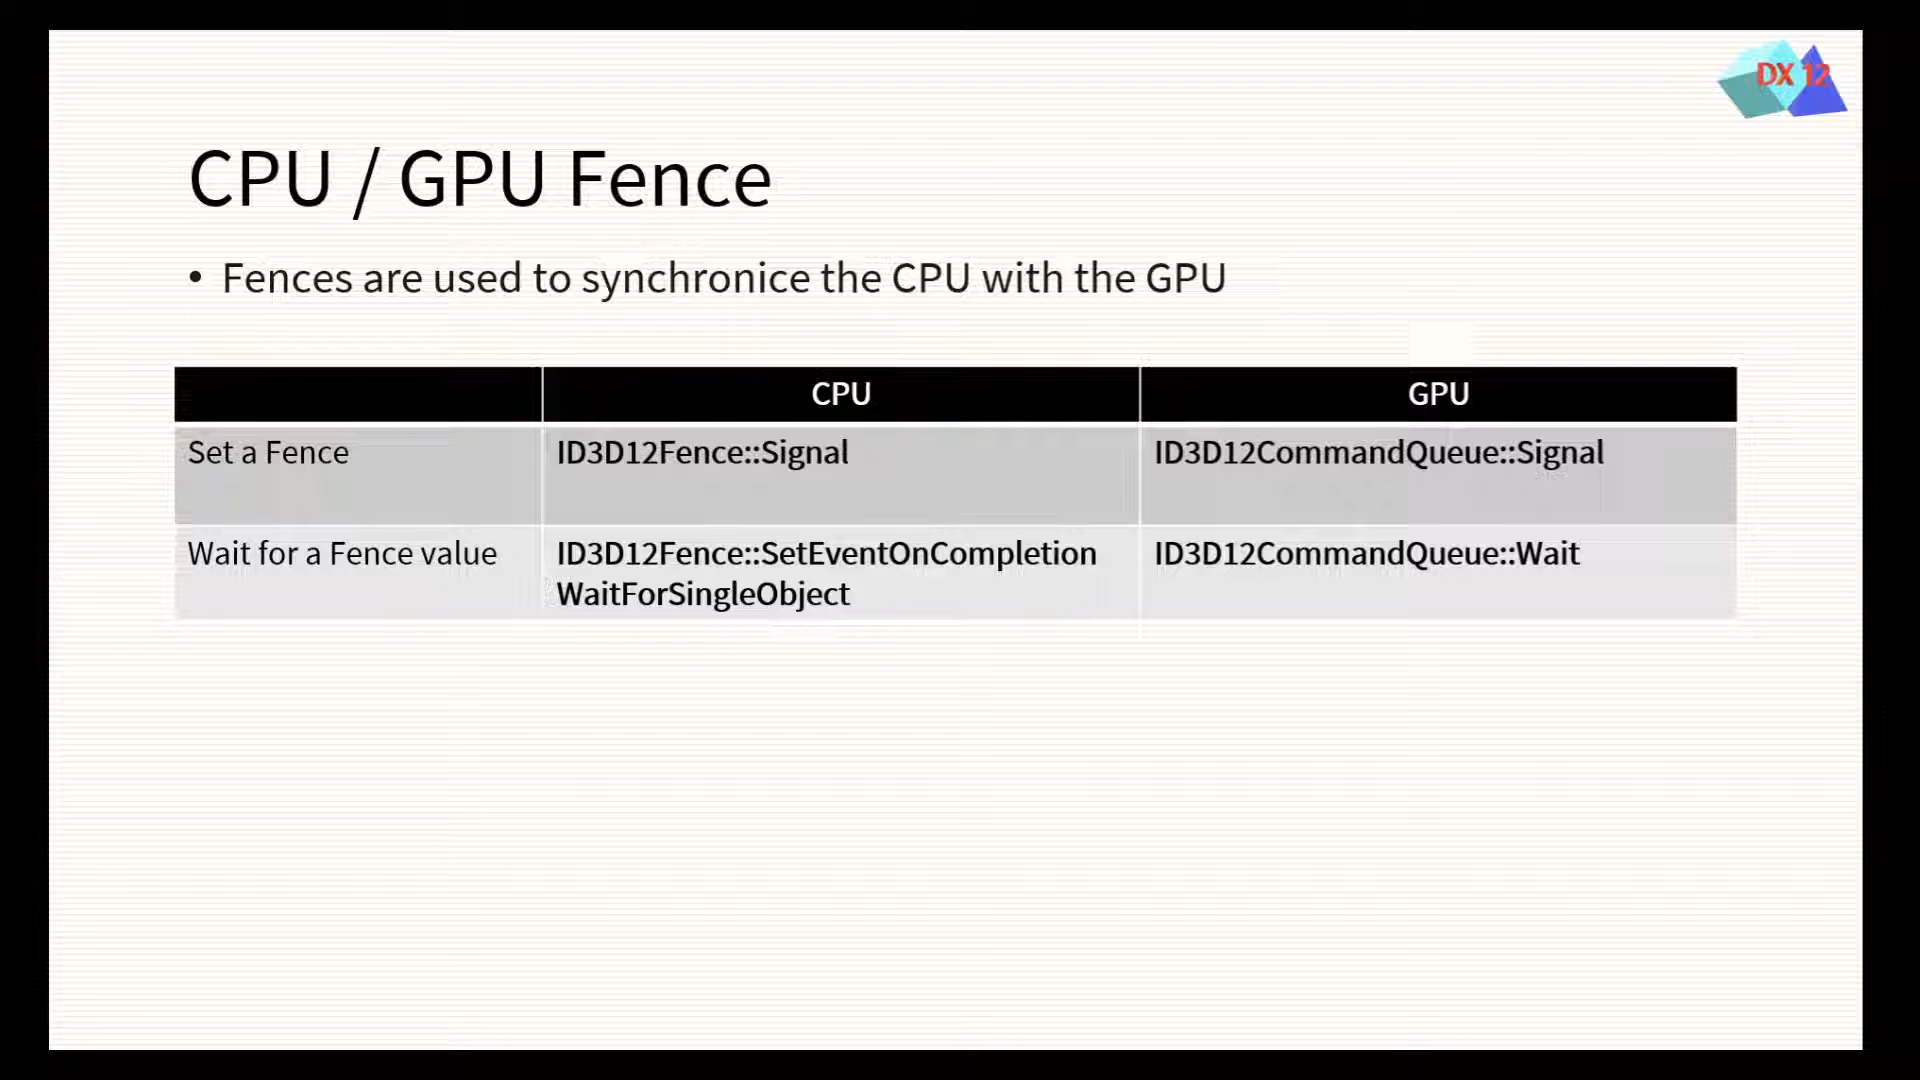 DX 12
CPU / GPU Fence
• Fences are used to synchronice the CPU with the GPU
CPU GPU
Set a Fence ID3D12Fence::Signal ID3D12CommandQueue::Signal
Wait for a Fence value ID3D12Fence::SetEventOnCompletion ID3D12CommandQueue::Wait
WaitForSingleObject